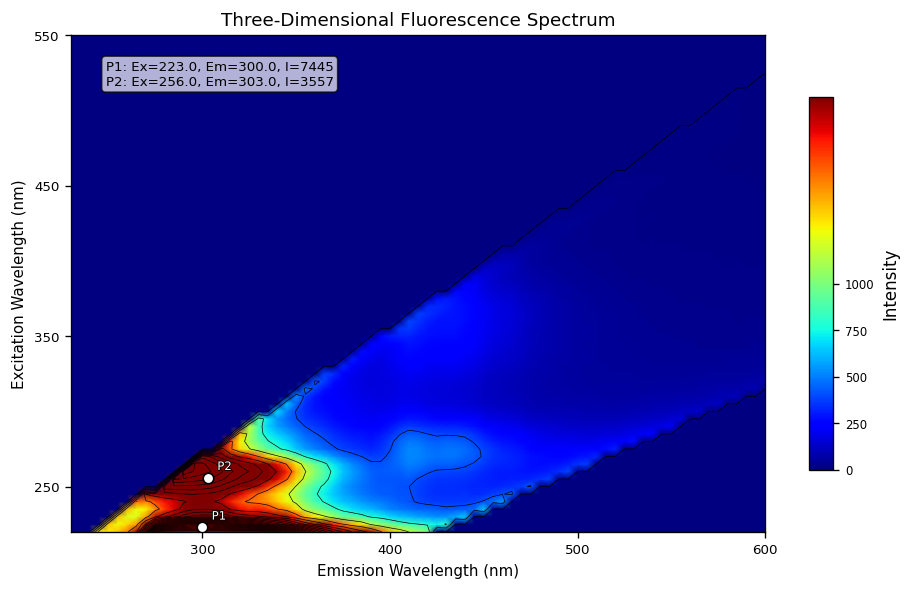 Three-Dimensional Fluorescence Spectrum
550
450
350
250
Excitation Wavelength (nm)
P1: Ex=223.0, Em=300.0, I=7445
P2: Ex=256.0, Em=303.0, I=3557
P2
P1
300
400
500
600
Emission Wavelength (nm)
1000
750
500
250
0
Intensity